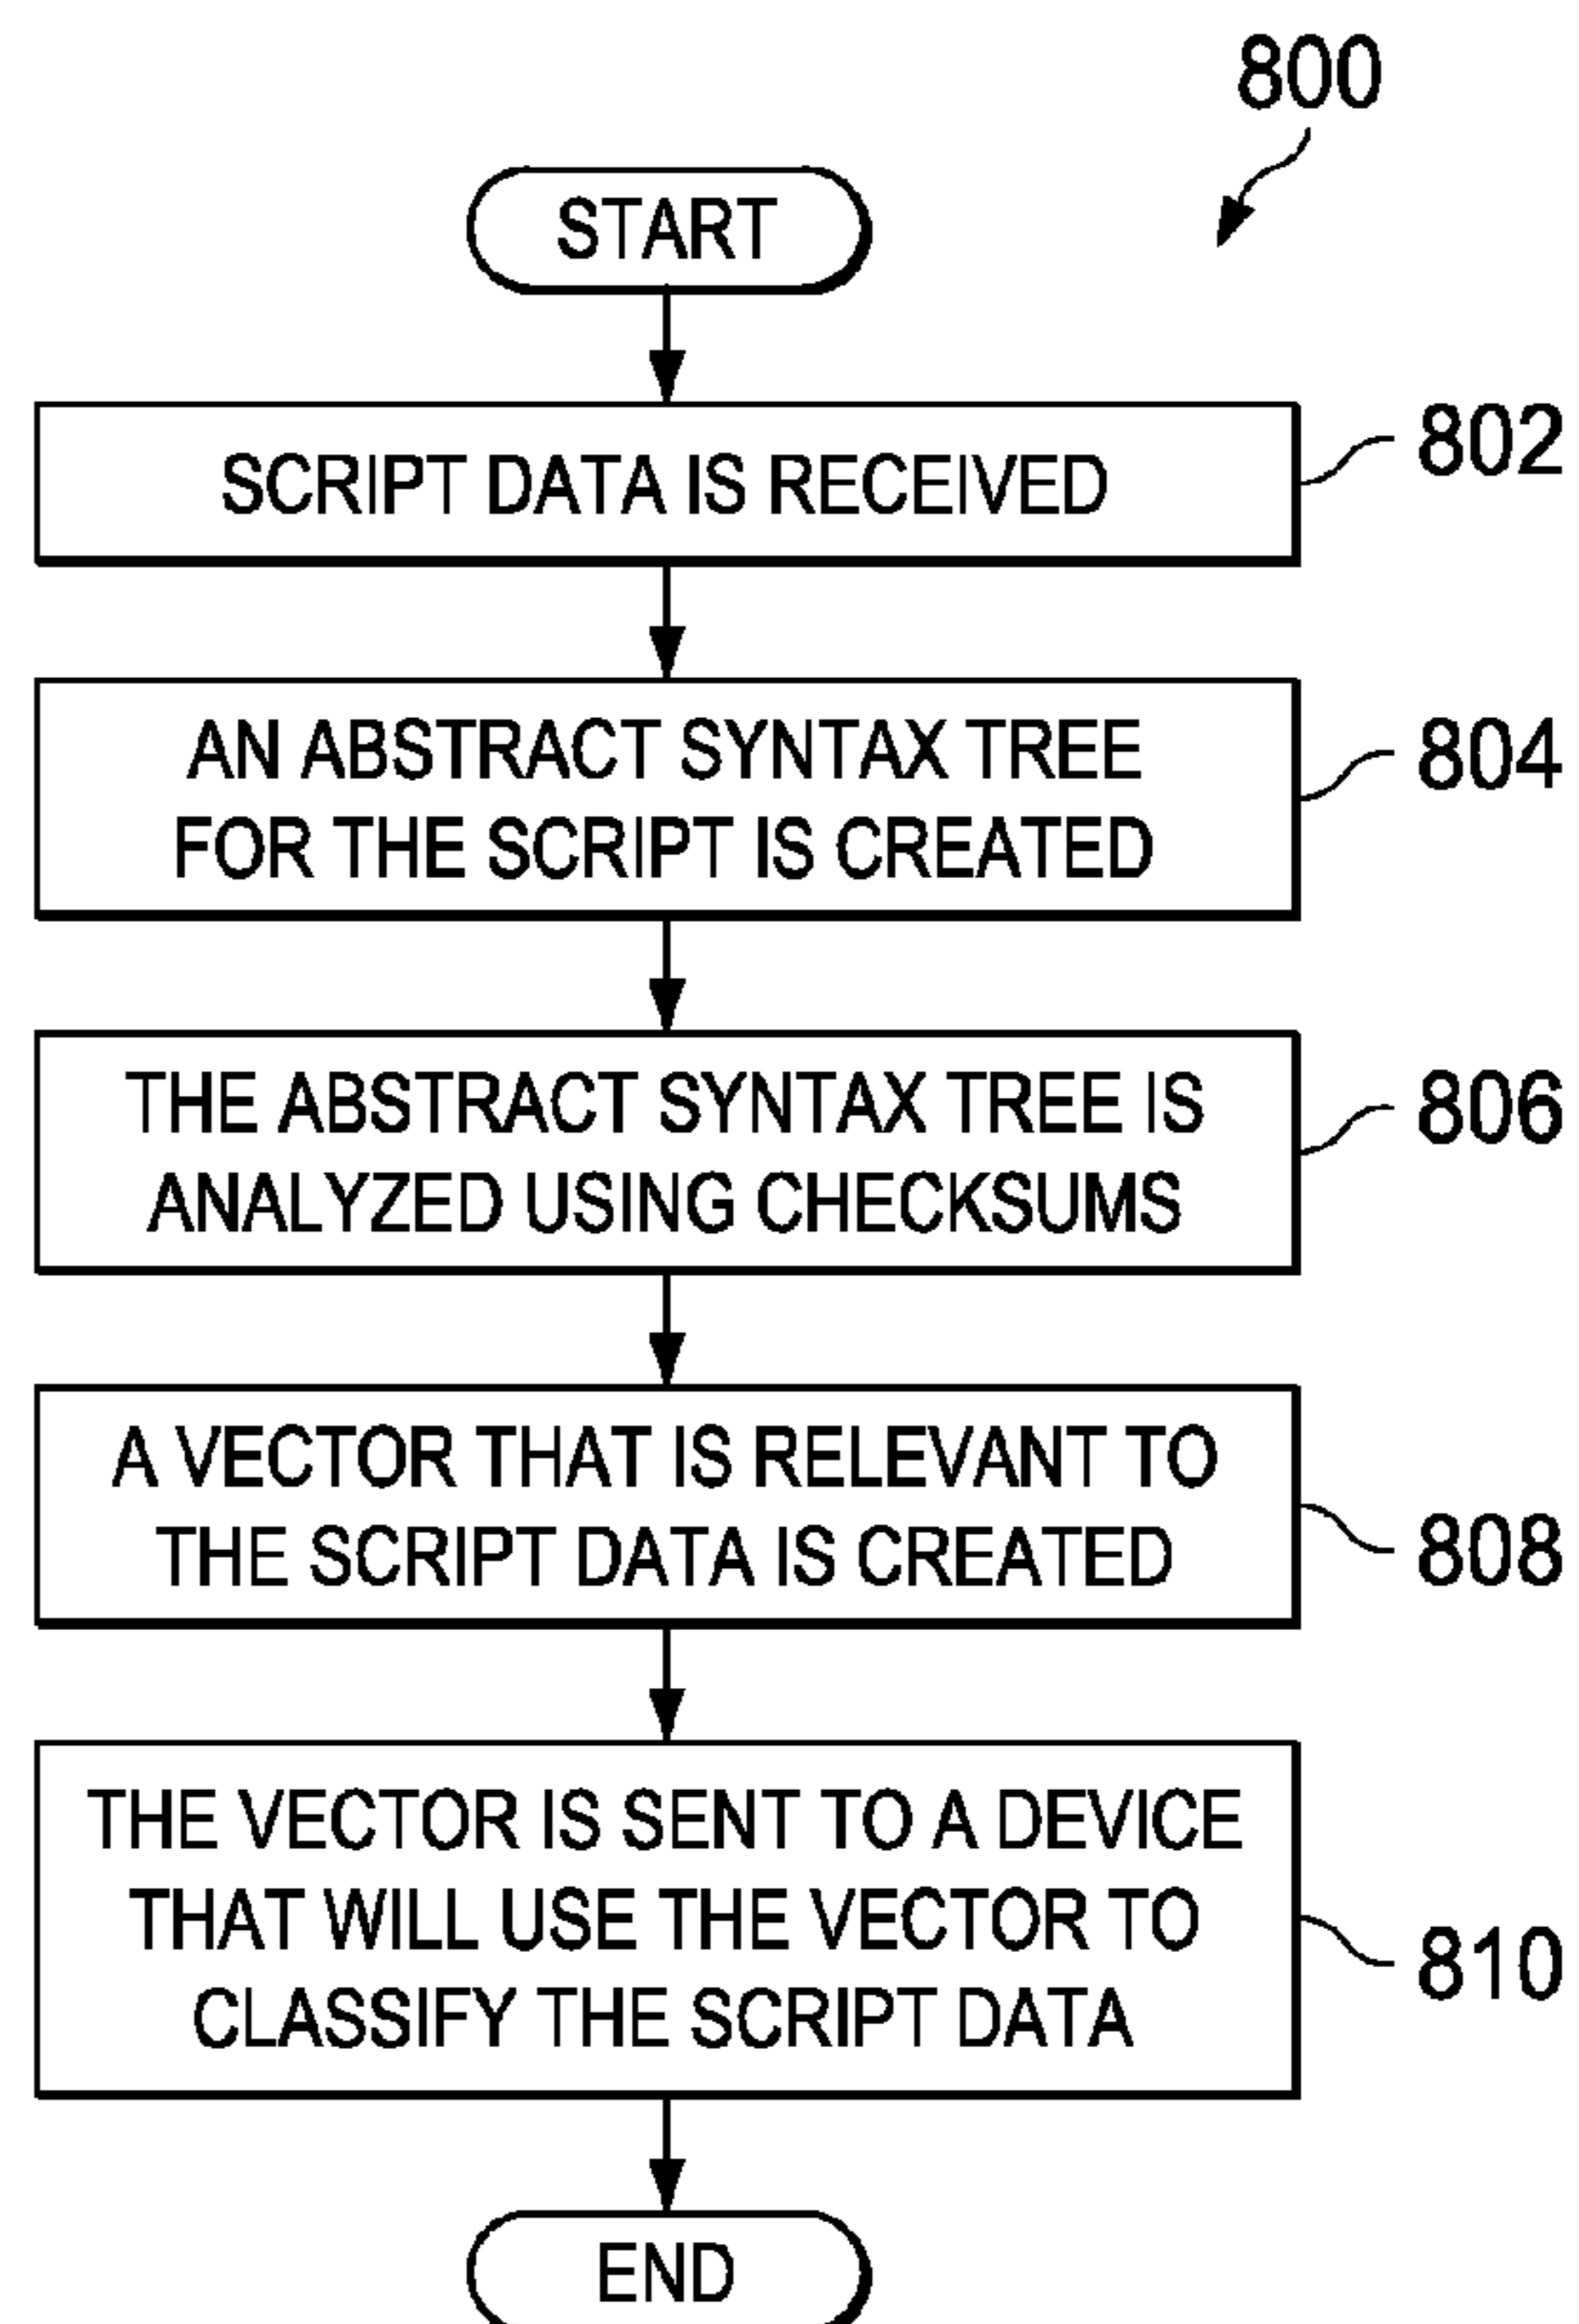 800
START
SCRIPT DATA IS RECEIVED
802
AN ABSTRACT SYNTAX TREE
FOR THE SCRIPT IS CREATED
804
THE ABSTRACT SYNTAX TREE IS
ANALYZED USING CHECKSUMS
806
A VECTOR THAT IS RELEVANT TO
THE SCRIPT DATA IS CREATED
808
THE VECTOR IS SENT TO A DEVICE
THAT WILL USE THE VECTOR TO
CLASSIFY THE SCRIPT DATA
810
END